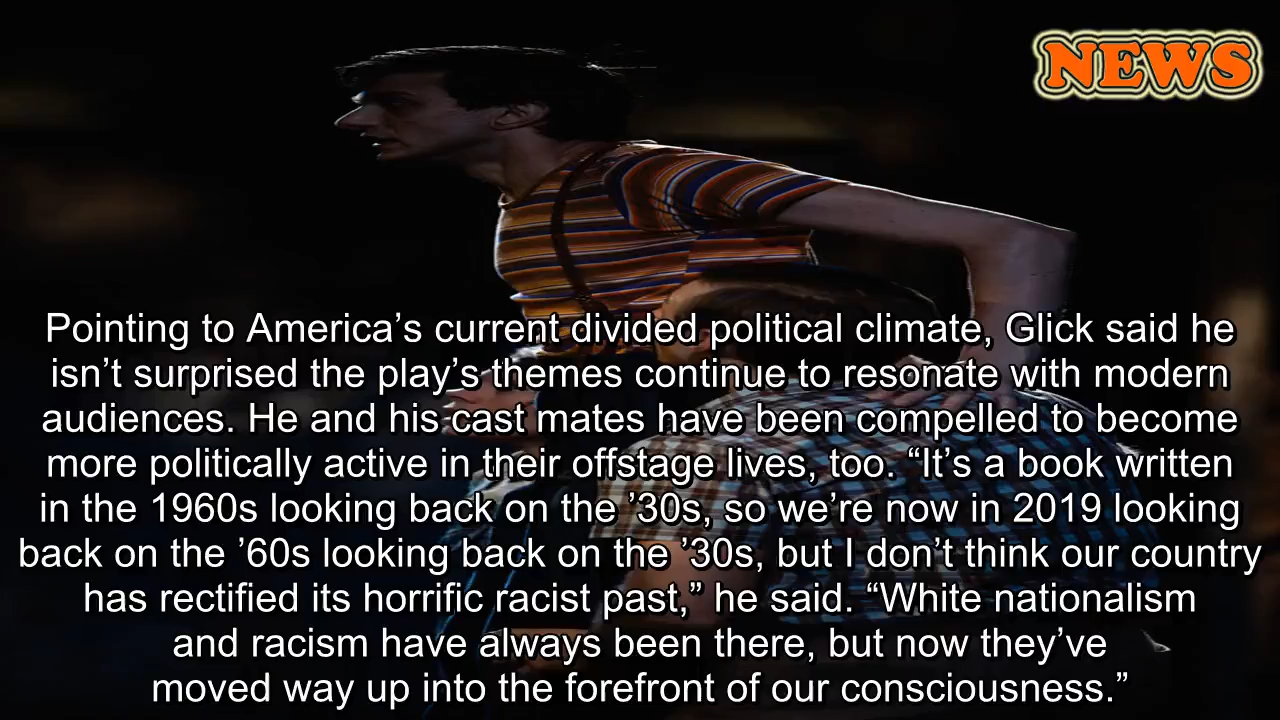 NEWS
Pointing to America’s current divided political climate, Glick said he
isn’t surprised the play’s themes continue to resonate with modern
audiences. He and his cast mates have been compelled to become
more politically active in their offstage lives, too. “It’s a book written
in the 1960s looking back on the ’30s, so we’re now in 2019 looking
back on the ’60s looking back on the ’30s, but I don’t think our country
has rectified its horrific racist past,” he said. “White nationalism
and racism have always been there, but now they’ve
moved way up into the forefront of our consciousness.”